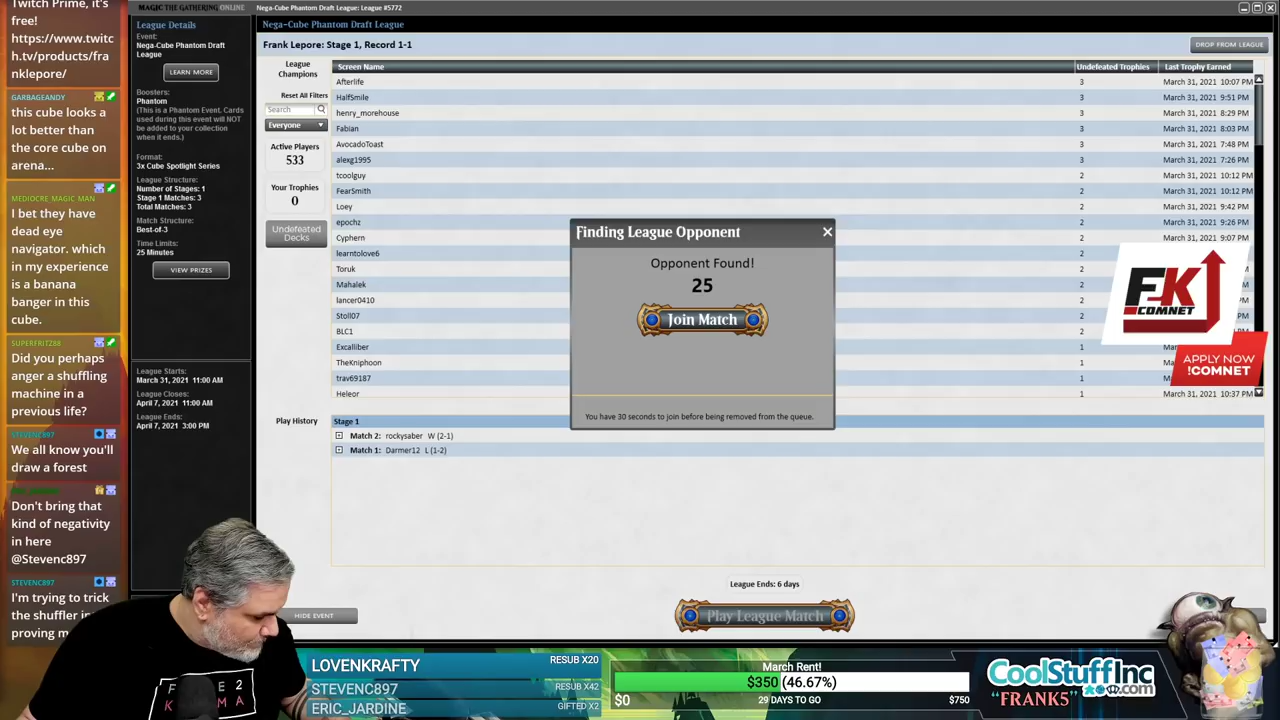 Twitch Prime, it's
free!
https://www.twitc
h.tv/products/fran
klepore/
GARBAGEANDY
this cube looks a
lot better than
the core cube on
arena...
MEDIOCRE MAGIC MAN
I bet they have
dead eye
navigator. which
in my experience
is a banana
banger in this
cube.
SUPERFRITZ88
Did you perhaps
anger a shuffling
machine in a
previous life?
STEVENC897
We all know you'll
draw a forest
Don't bring that
kind of negativity
in here
@Stevenc897
STEVENC897
I'm trying to trick
the shuffler in
proving m
MAGIC THE GATHERING ONLINE
Nega-Cube Phantom Draft League: League #5772
League Details
Event:
Nega-Cube Phantom Draft
League
LEARN MORE
Boosters:
Phantom
(This is a Phantom Event. Cards
used during this event will NOT
be added to your collection
when it ends.)
Format:
3x Cube Spotlight Series
League Structure:
Number of Stages: 1
Stage 1 Matches: 3
Total Matches: 3
Match Structure:
Best-of-3
Time Limits:
25 Minutes
VIEW PRIZES
League Starts:
March 31, 2021 11:00 AM
League Closes:
April 7, 2021 11:00 AM
League Ends:
April 7, 2021 3:00 PM
Nega-Cube Phantom Draft League
Frank Lepore: Stage 1, Record 1-1
DROP FROM LEAGUE
League
Champions
Reset All Filters
Search
Everyone
Active Players
533
Your Trophies
0
Undefeated
Decks
Screen Name Undefeated Trophies Last Trophy Earned
Afterlife 3 March 31, 2021 10:07 PM
HalfSmile 3 March 31, 2021 9:51 PM
henry_morehouse 3 March 31, 2021 8:29 PM
Fabian 3 March 31, 2021 8:03 PM
AvocadoToast 3 March 31, 2021 7:48 PM
alexg1995 3 March 31, 2021 7:26 PM
tcoolguy 2 March 31, 2021 10:12 PM
FearSmith 2 March 31, 2021 10:12 PM
Loey 2 March 31, 2021 9:42 PM
epochz 2 March 31, 2021 9:26 PM
Cyphern 2 March 31, 2021 9:07 PM
learntolove6 2
Toruk 2
Mahalek 2
lancer0410 2
Stoll07 2
BLC1 2
Excalliber 1 Ma
TheKniphoon 1 Ma
trav69187 1 Ma
Heleor 1 March 31, 2021 10:37 PM
Finding League Opponent
Opponent Found!
25
Join Match
You have 30 seconds to join before being removed from the queue.
Play History
Stage 1
Match 2: rockysaber W (2-1)
Match 1: Darmer12 L (1-2)
League Ends: 6 days
HIDE EVENT
Play League Match
COMNET
APPLY NOW
!COMNET
LOVENKRAFTY RESUB X20
STEVENC897 RESUB X42
ERIC_JARDINE GIFTED X2
March Rent!
$350 (46.67%)
$0 29 DAYS TO GO $750
CoolStuffInc
.com
"FRANK5"